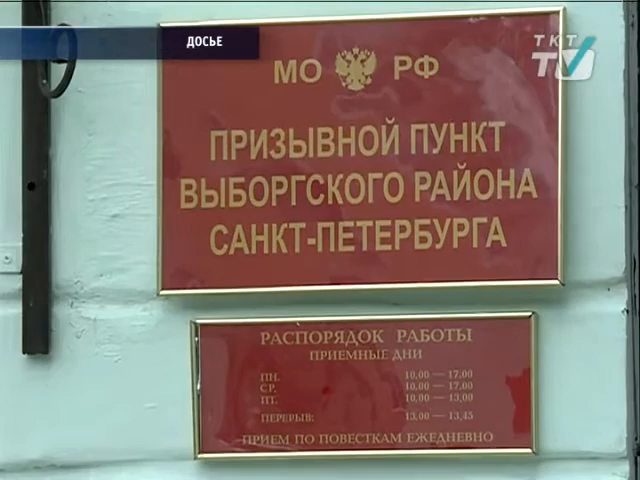 ДОСЬЕ
ТКТ
TV
МО РФ
ПРИЗЫВНОЙ ПУНКТ
ВЫБОРГСКОГО РАЙОНА
САНКТ-ПЕТЕРБУРГА
РАСПОРЯДОК РАБОТЫ
ПРИЕМНЫЕ ДНИ
ПН. 10,00 — 17,00
СР. 10,00 — 17,00
ПТ. 10,00 — 13,00
ПЕРЕРЫВ: 13,00 — 13,45
ПРИЕМ ПО ПОВЕСТКАМ ЕЖЕДНЕВНО